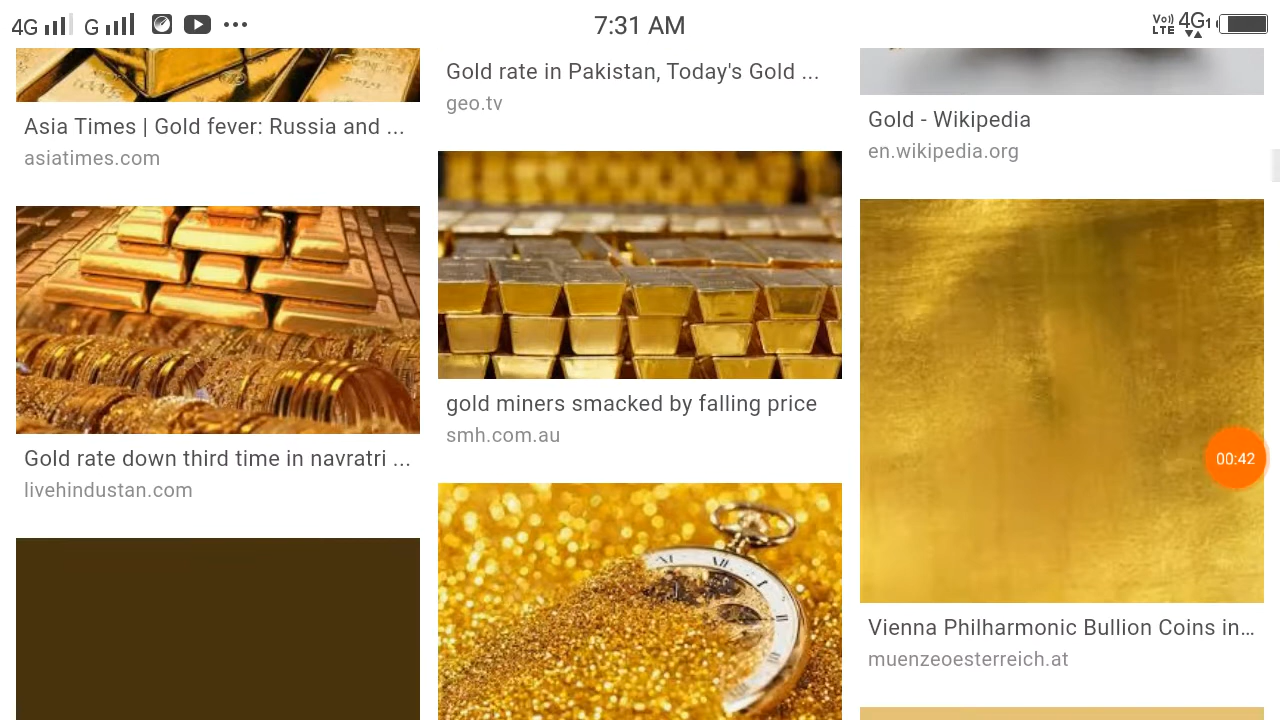 4G G 7:31 AM Vo)) LTE 4G1
Asia Times | Gold fever: Russia and ...
asiatimes.com
Gold rate down third time in navratri ...
livehindustan.com
Gold rate in Pakistan, Today's Gold ...
geo.tv
gold miners smacked by falling price
smh.com.au
XII
Gold - Wikipedia
en.wikipedia.org
Vienna Philharmonic Bullion Coins in...
muenzeoesterreich.at
00:42